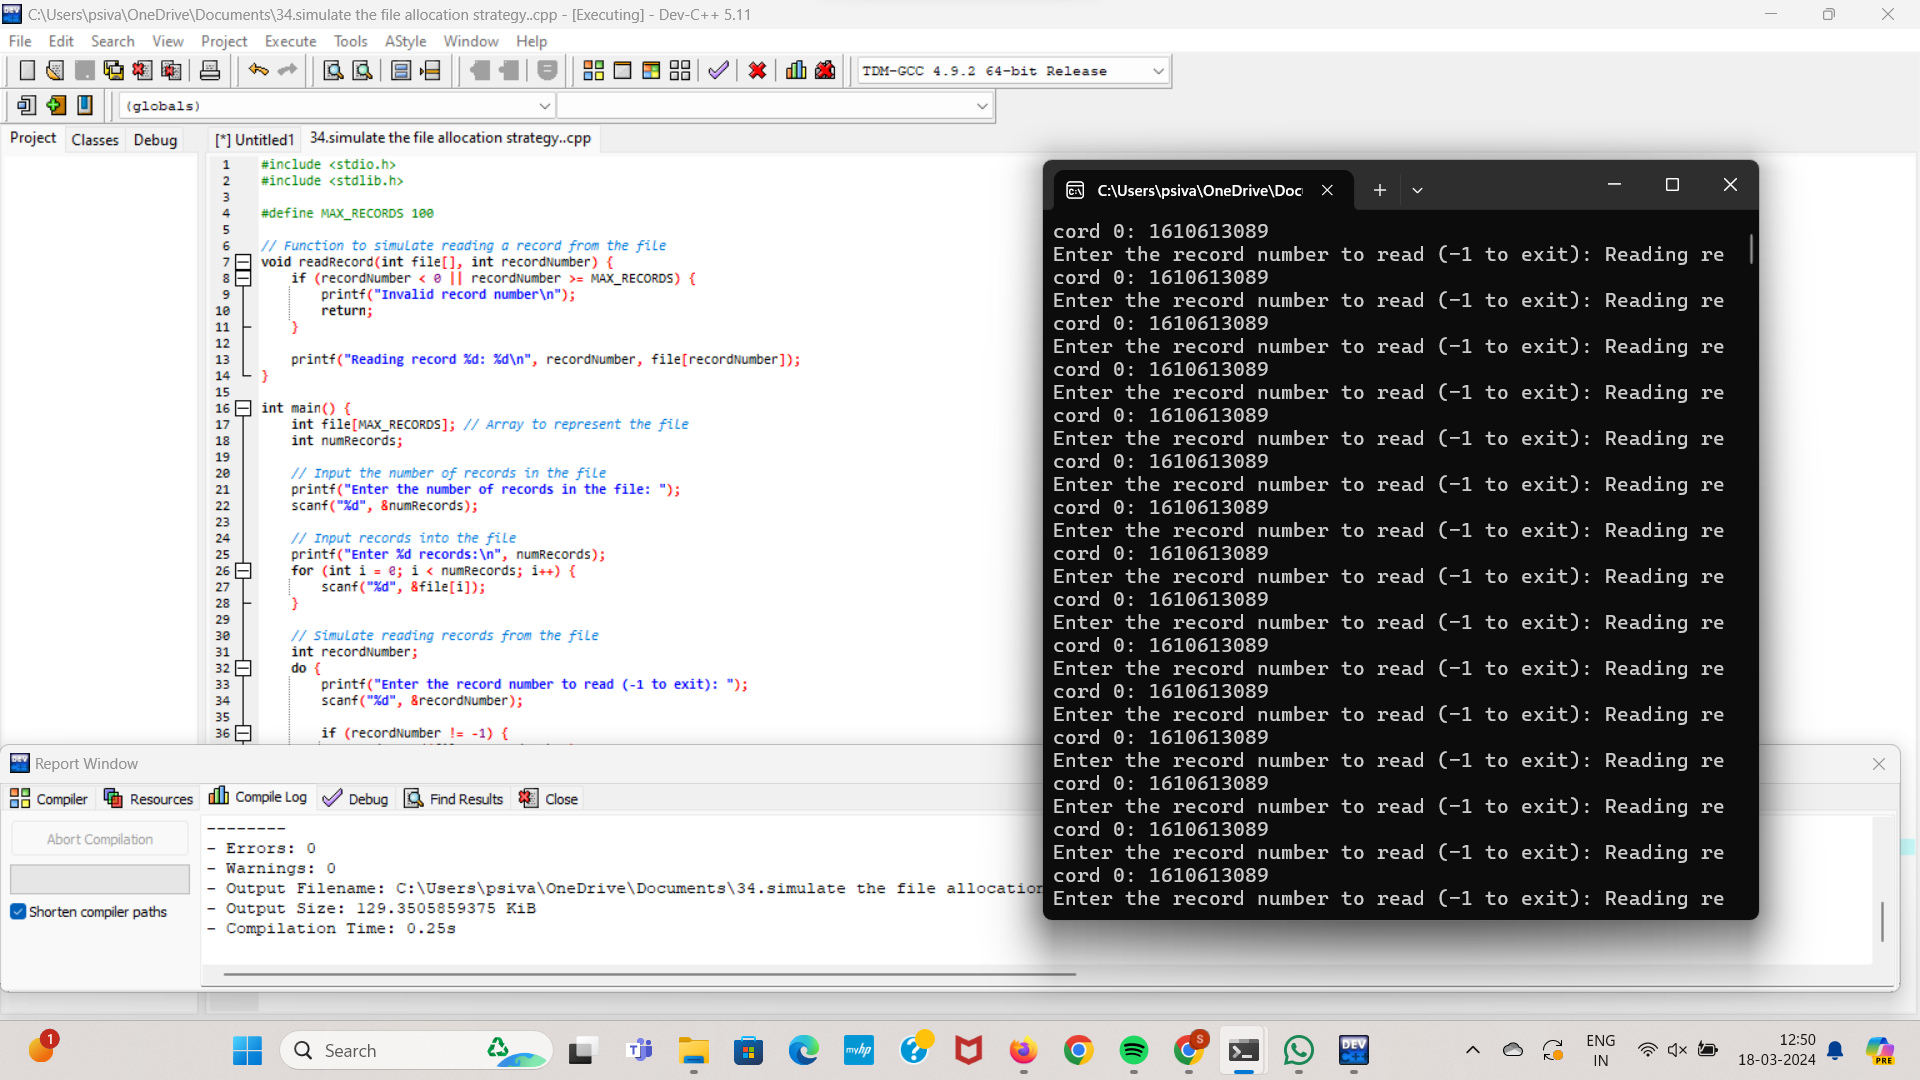 C:\Users\psiva\OneDrive\Documents\34.simulate the file allocation strategy..cpp - [Executing] - Dev-C++ 5.11
File Edit Search View Project Execute Tools AStyle Window Help
TDM-GCC 4.9.2 64-bit Release
(globals)
Project Classes Debug
[*] Untitled1 34.simulate the file allocation strategy..cpp
1 #include <stdio.h>
2 #include <stdlib.h>
3
4 #define MAX_RECORDS 100
5
6 // Function to simulate reading a record from the file
7 void readRecord(int file[], int recordNumber) {
8 if (recordNumber < 0 || recordNumber >= MAX_RECORDS) {
9 printf("Invalid record number\n");
10 return;
11 }
12
13 printf("Reading record %d: %d\n", recordNumber, file[recordNumber]);
14 }
15
16 int main() {
17 int file[MAX_RECORDS]; // Array to represent the file
18 int numRecords;
19
20 // Input the number of records in the file
21 printf("Enter the number of records in the file: ");
22 scanf("%d", &numRecords);
23
24 // Input records into the file
25 printf("Enter %d records:\n", numRecords);
26 for (int i = 0; i < numRecords; i++) {
27 scanf("%d", &file[i]);
28 }
29
30 // Simulate reading records from the file
31 int recordNumber;
32 do {
33 printf("Enter the record number to read (-1 to exit): ");
34 scanf("%d", &recordNumber);
35
36 if (recordNumber != -1) {
C:\Users\psiva\OneDrive\Doc
cord 0: 1610613089
Enter the record number to read (-1 to exit): Reading re
cord 0: 1610613089
Enter the record number to read (-1 to exit): Reading re
cord 0: 1610613089
Enter the record number to read (-1 to exit): Reading re
cord 0: 1610613089
Enter the record number to read (-1 to exit): Reading re
cord 0: 1610613089
Enter the record number to read (-1 to exit): Reading re
cord 0: 1610613089
Enter the record number to read (-1 to exit): Reading re
cord 0: 1610613089
Enter the record number to read (-1 to exit): Reading re
cord 0: 1610613089
Enter the record number to read (-1 to exit): Reading re
cord 0: 1610613089
Enter the record number to read (-1 to exit): Reading re
cord 0: 1610613089
Enter the record number to read (-1 to exit): Reading re
cord 0: 1610613089
Enter the record number to read (-1 to exit): Reading re
cord 0: 1610613089
Enter the record number to read (-1 to exit): Reading re
cord 0: 1610613089
Enter the record number to read (-1 to exit): Reading re
cord 0: 1610613089
Enter the record number to read (-1 to exit): Reading re
cord 0: 1610613089
Enter the record number to read (-1 to exit): Reading re
Report Window
Compiler Resources Compile Log Debug Find Results Close
Abort Compilation
Shorten compiler paths
--------
- Errors: 0
- Warnings: 0
- Output Filename: C:\Users\psiva\OneDrive\Documents\34.simulate the file allocation
- Output Size: 129.3505859375 KiB
- Compilation Time: 0.25s
1
Search
myhp
S
DEV
C++
ENG
IN
12:50
18-03-2024
PRE